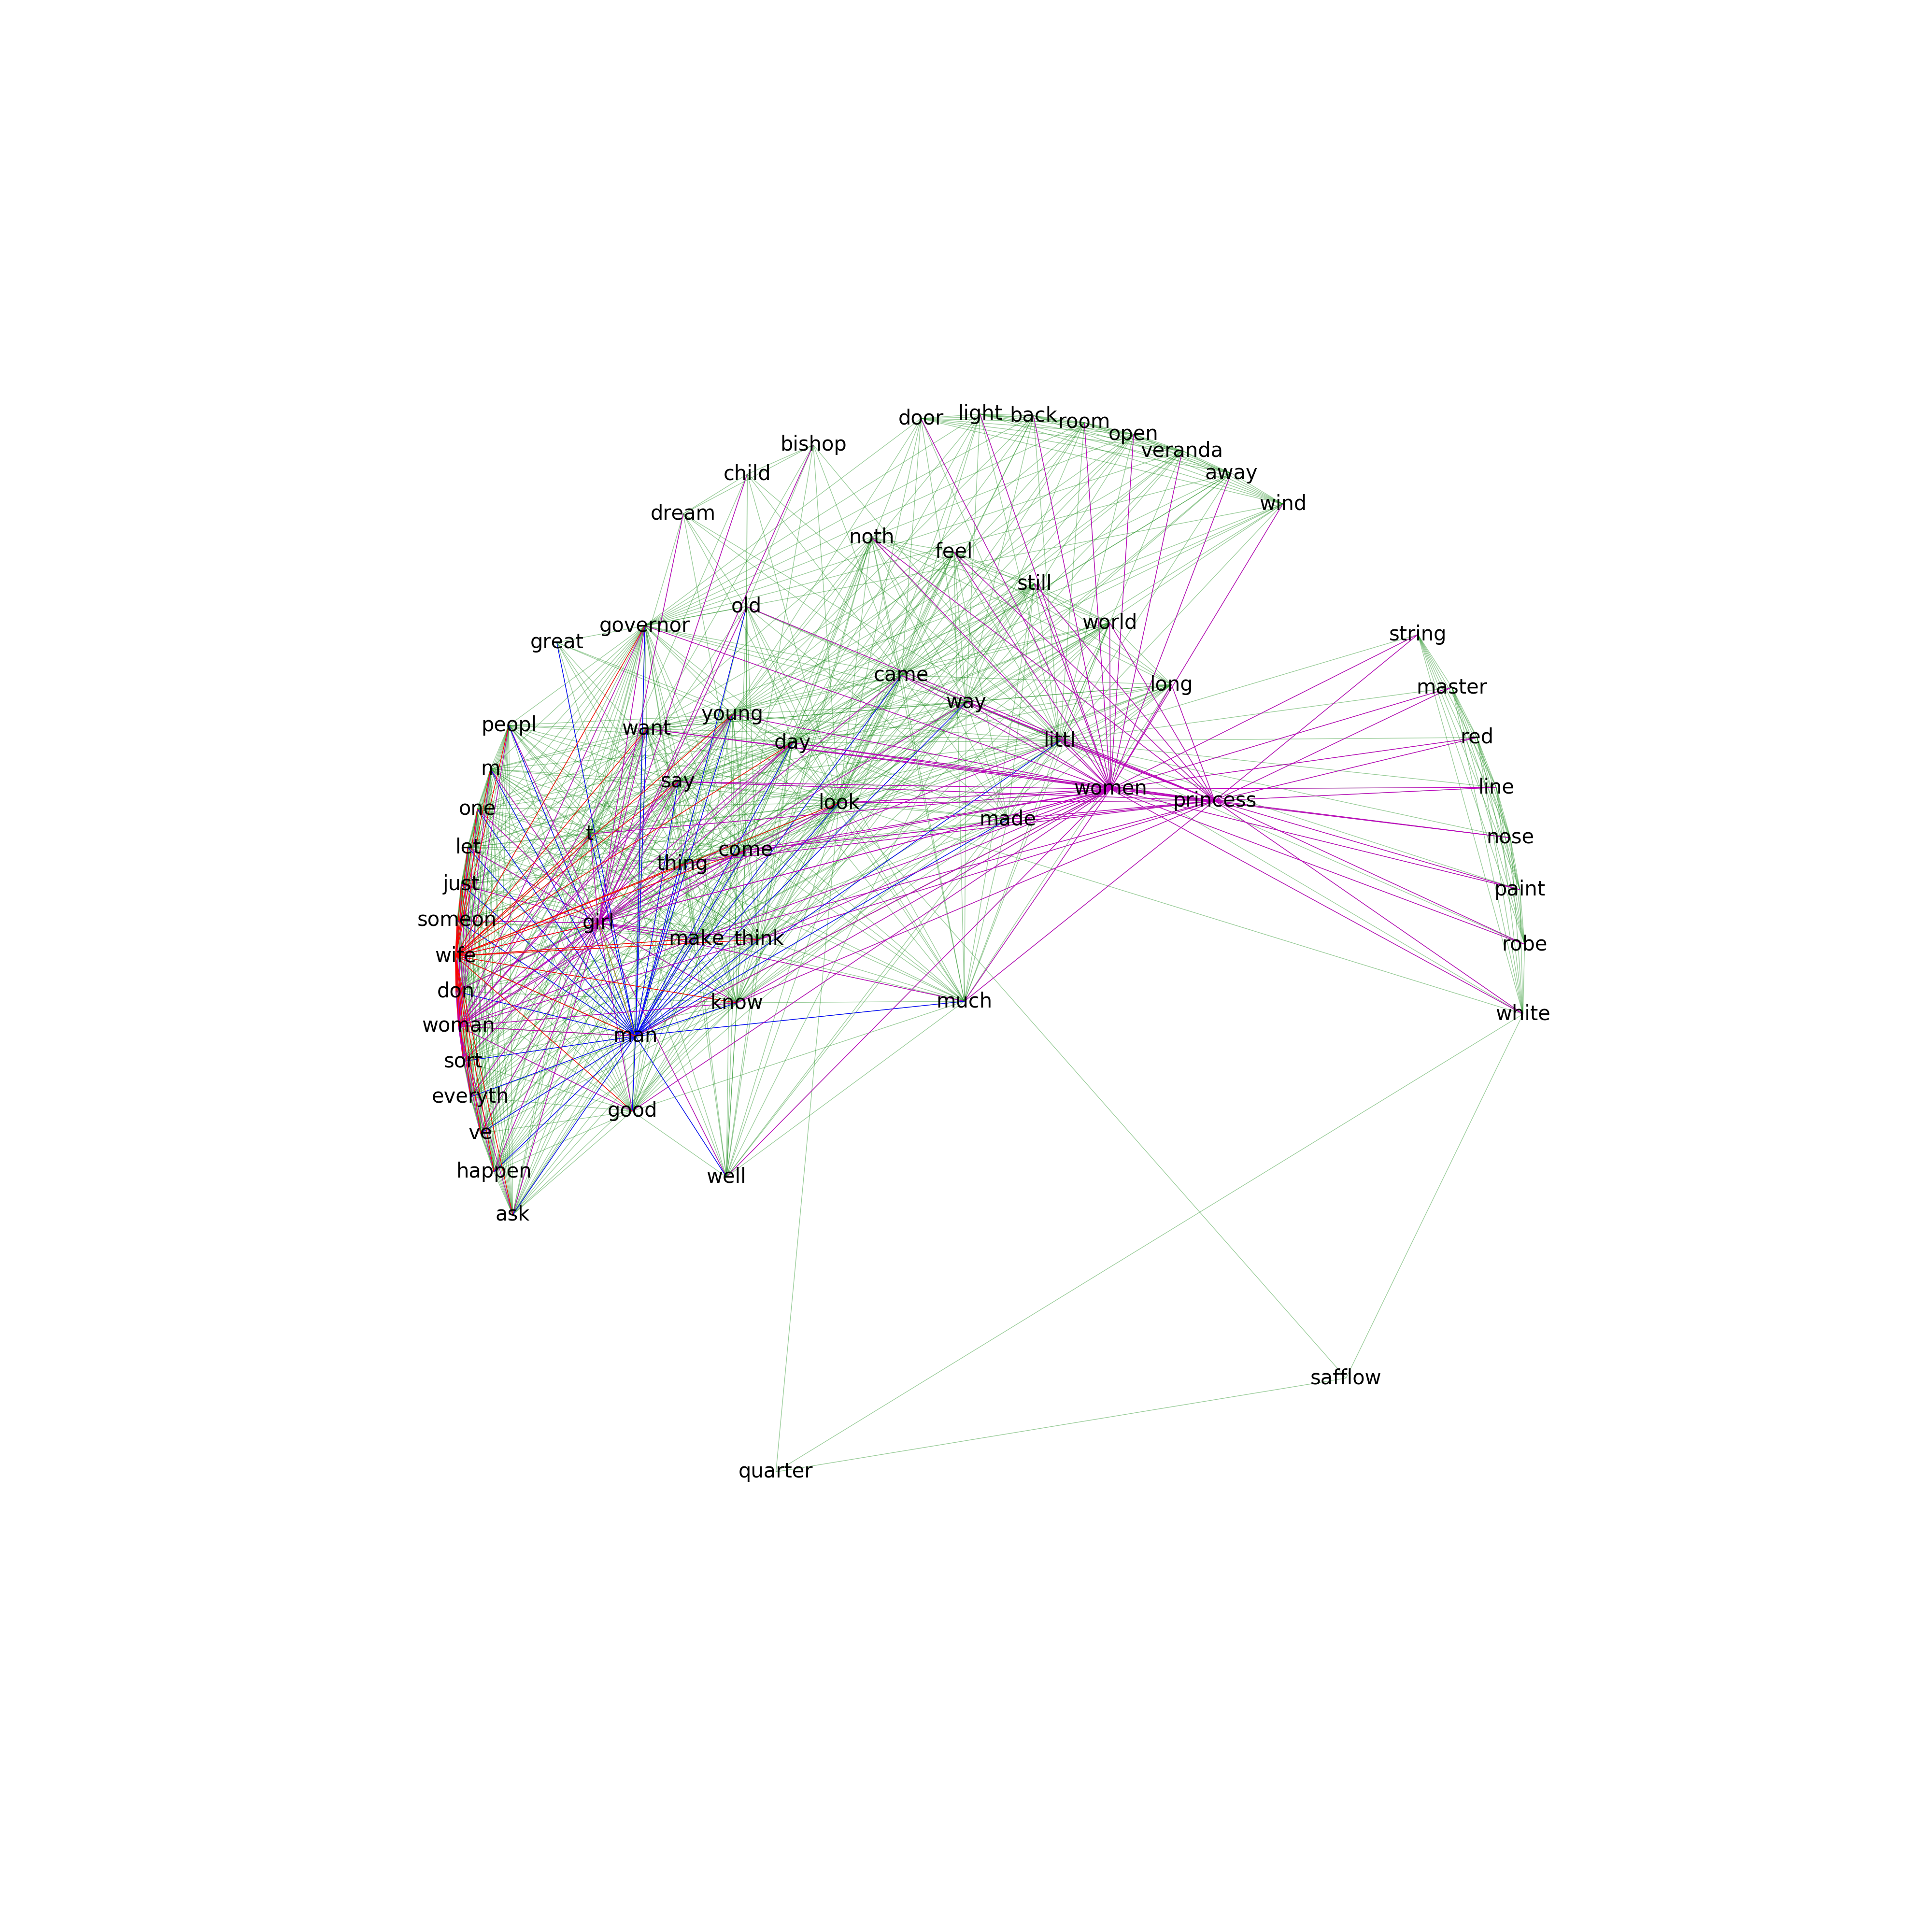 door
light
back
room
open
veranda
away
wind
bishop
child
dream
noth
feel
still
old
world
governor
great
string
came
long
master
way
young
peopl
want
day
littl
red
m
say
women
line
princess
one
look
made
t
nose
let
come
thing
just
paint
someon
girl
make
think
robe
wife
don
know
much
white
woman
man
sort
everyth
good
ve
happen
well
ask
safflow
quarter